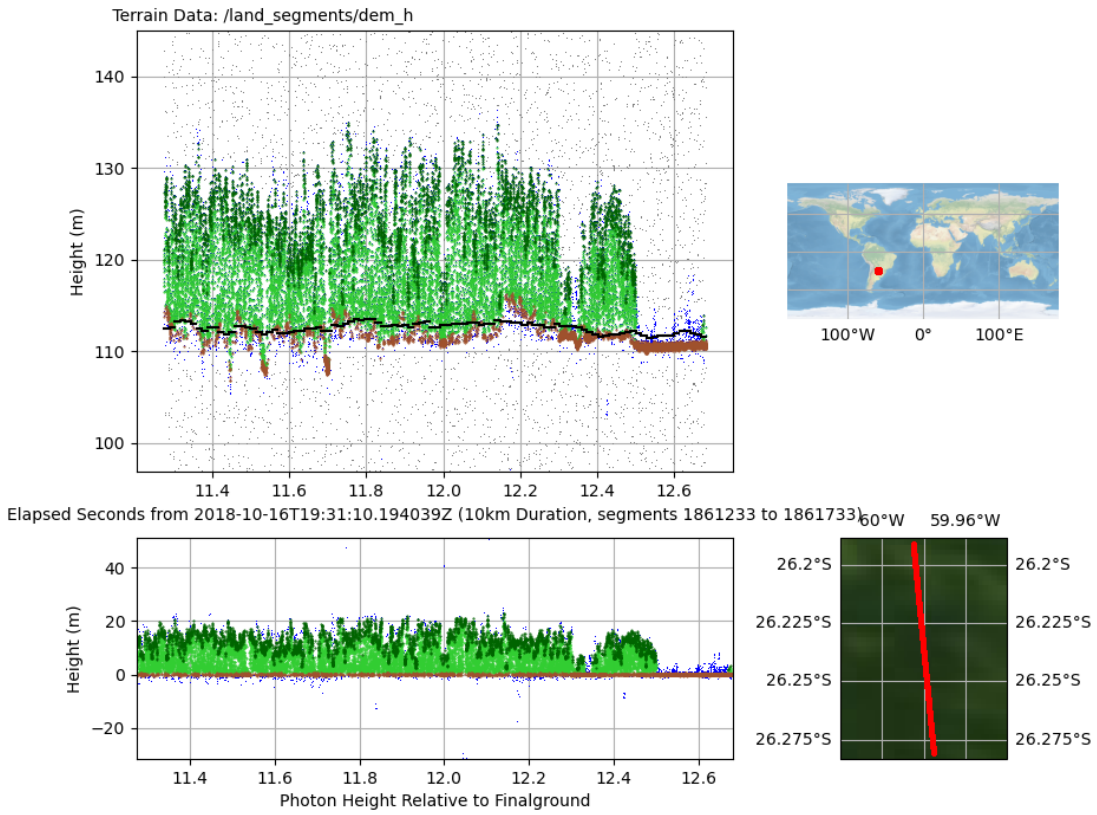 Terrain Data: /land_segments/dem_h
140
130
120
110
100
Height (m)
11.4 11.6 11.8 12.0 12.2 12.4 12.6
100°W 0° 100°E
Elapsed Seconds from 2018-10-16T19:31:10.194039Z (10km Duration, segments 1861233 to 1861733)
60°W 59.96°W
40
20
0
−20
Height (m)
11.4 11.6 11.8 12.0 12.2 12.4 12.6
Photon Height Relative to Finalground
26.2°S 26.2°S
26.225°S 26.225°S
26.25°S 26.25°S
26.275°S 26.275°S